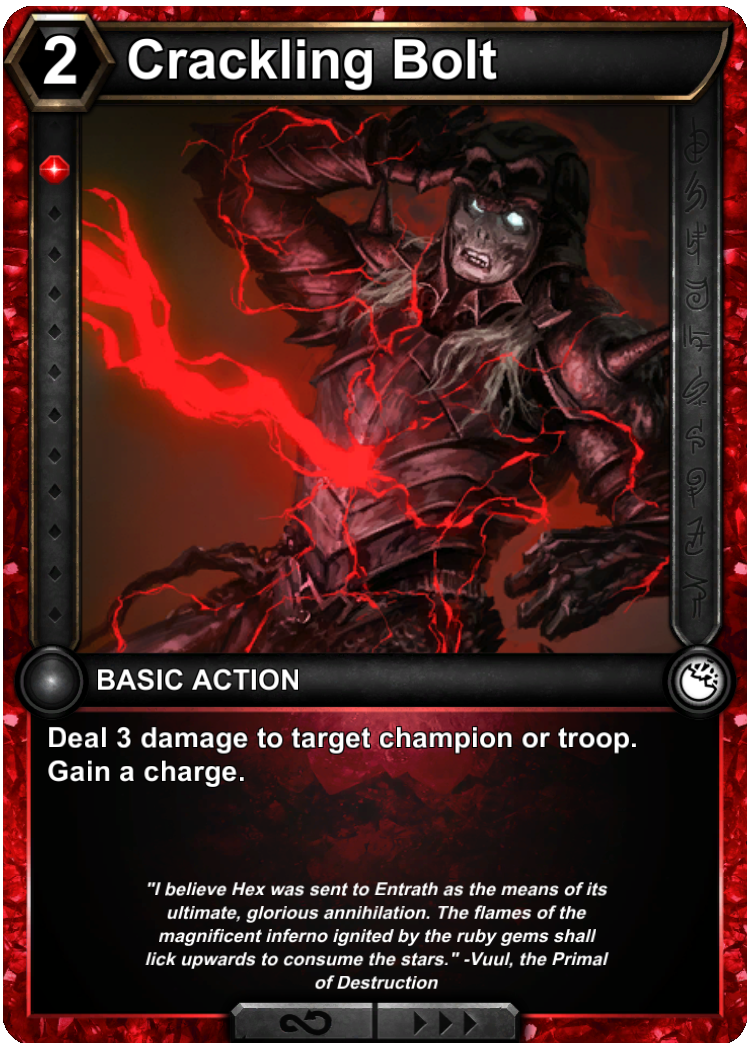 2
Crackling Bolt
BASIC ACTION
Deal 3 damage to target champion or troop.
Gain a charge.
"I believe Hex was sent to Entrath as the means of its
ultimate, glorious annihilation. The flames of the
magnificent inferno ignited by the ruby gems shall
lick upwards to consume the stars." -Vuul, the Primal
of Destruction